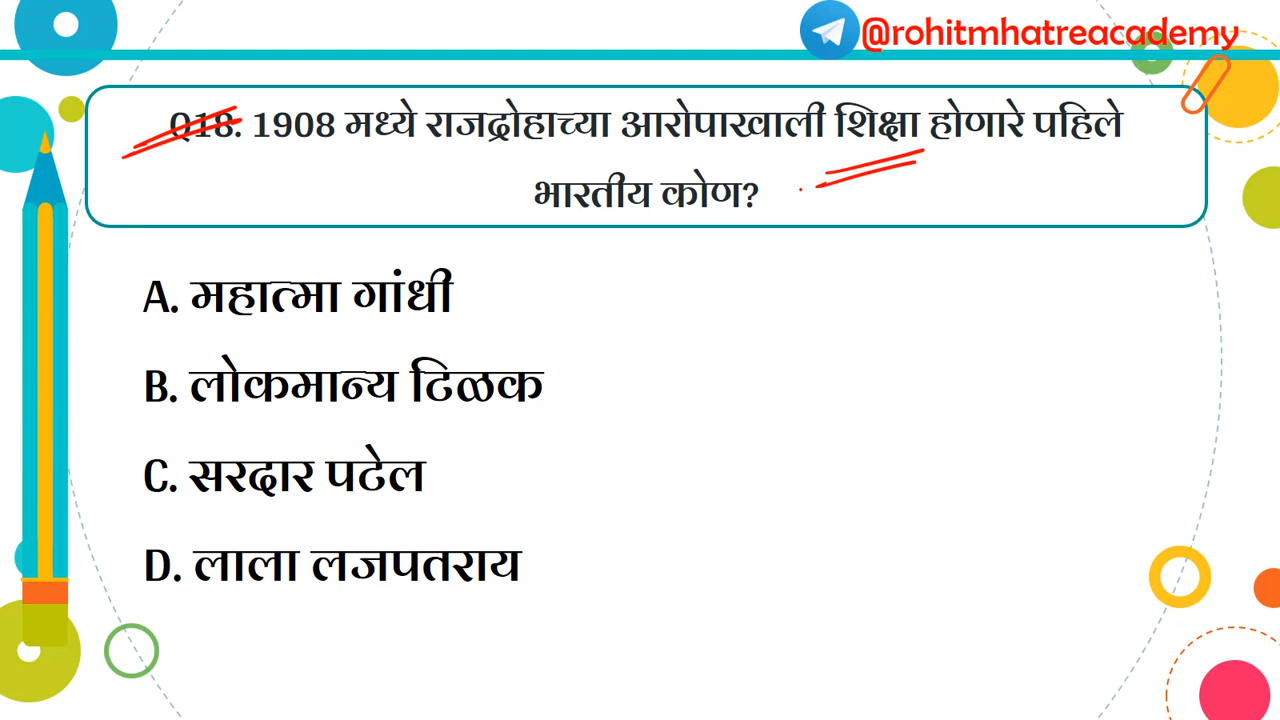 @rohitmhatreacademy
Q18: 1908 मध्ये राजद्रोहाच्या आरोपाखाली शिक्षा होणारे पहिले
भारतीय कोण?
A. महात्मा गांधी
B. लोकमान्य टिळक
C. सरदार पटेल
D. लाला लजपतराय